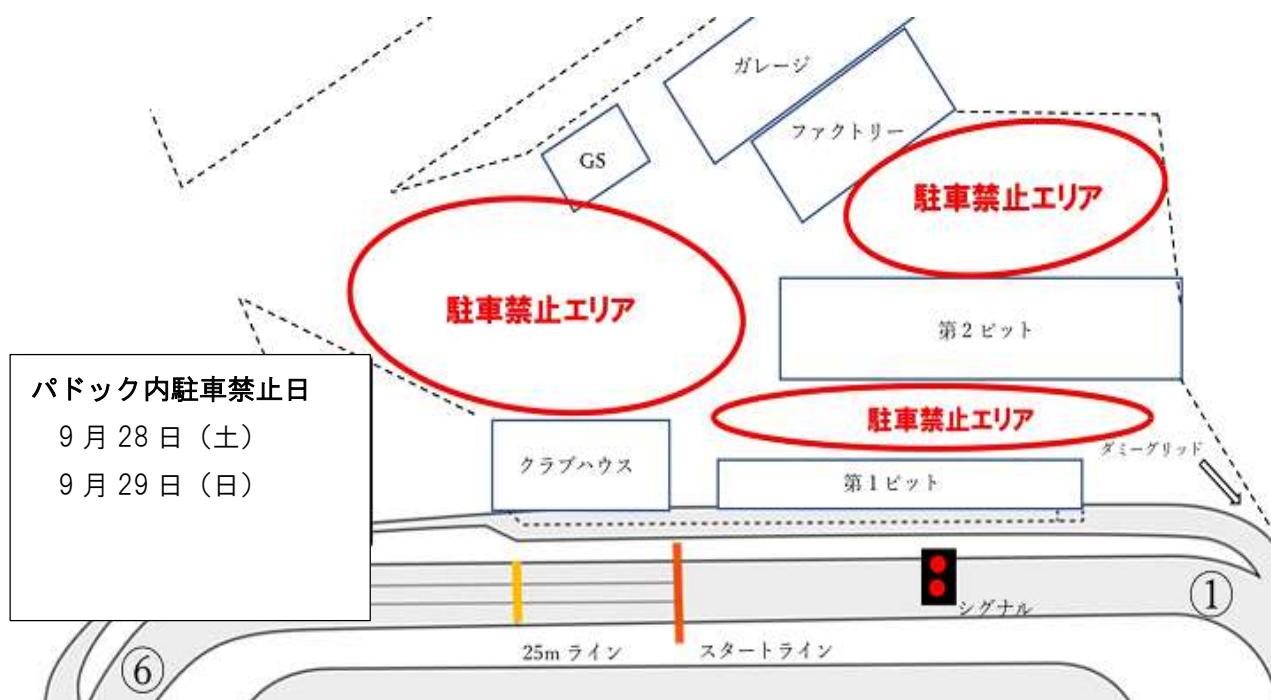 ガレージ
ファクトリー
GS
駐車禁止エリア
駐車禁止エリア
第2ピット
パドック内駐車禁止日
9月28日（土）
9月29日（日）
駐車禁止エリア
ダミーグリッド
クラブハウス
第1ピット
シグナル
①
25mライン
スタートライン
⑥